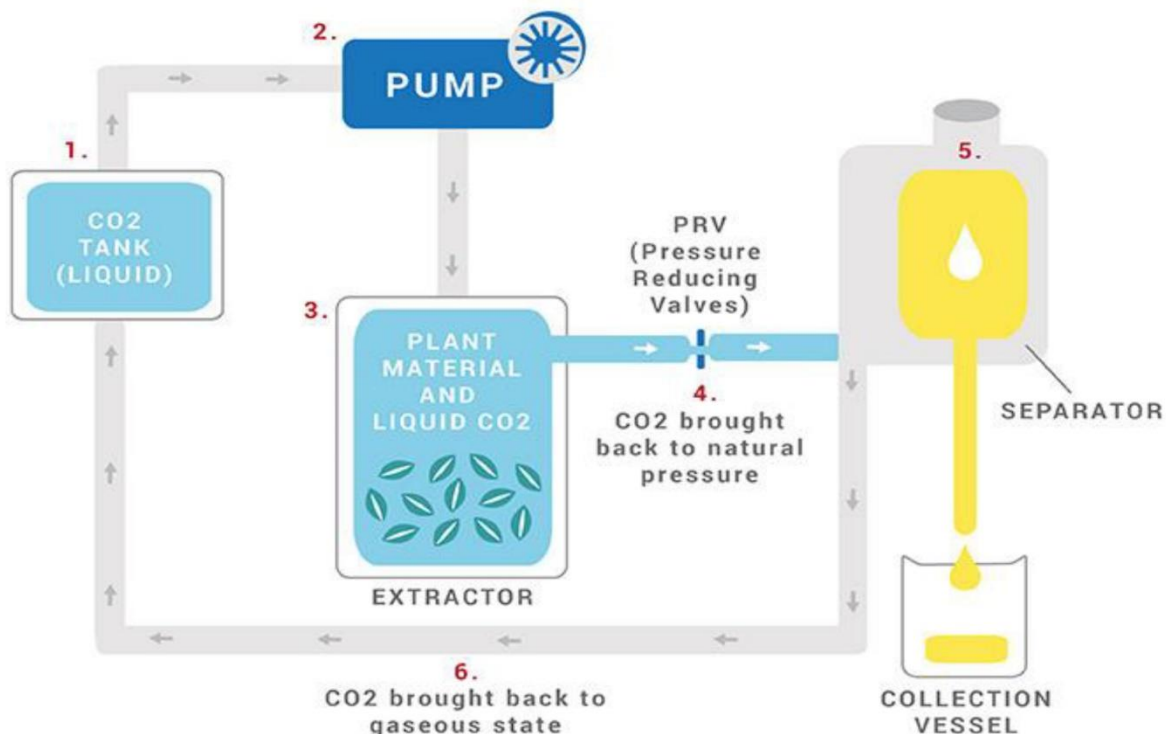 1.
CO2
TANK
(LIQUID)
2.
PUMP
3.
PLANT
MATERIAL
AND
LIQUID CO2
EXTRACTOR
PRV
(Pressure
Reducing
Valves)
4.
CO2 brought
back to natural
pressure
5.
SEPARATOR
COLLECTION
VESSEL
6.
CO2 brought back to
gaseous state